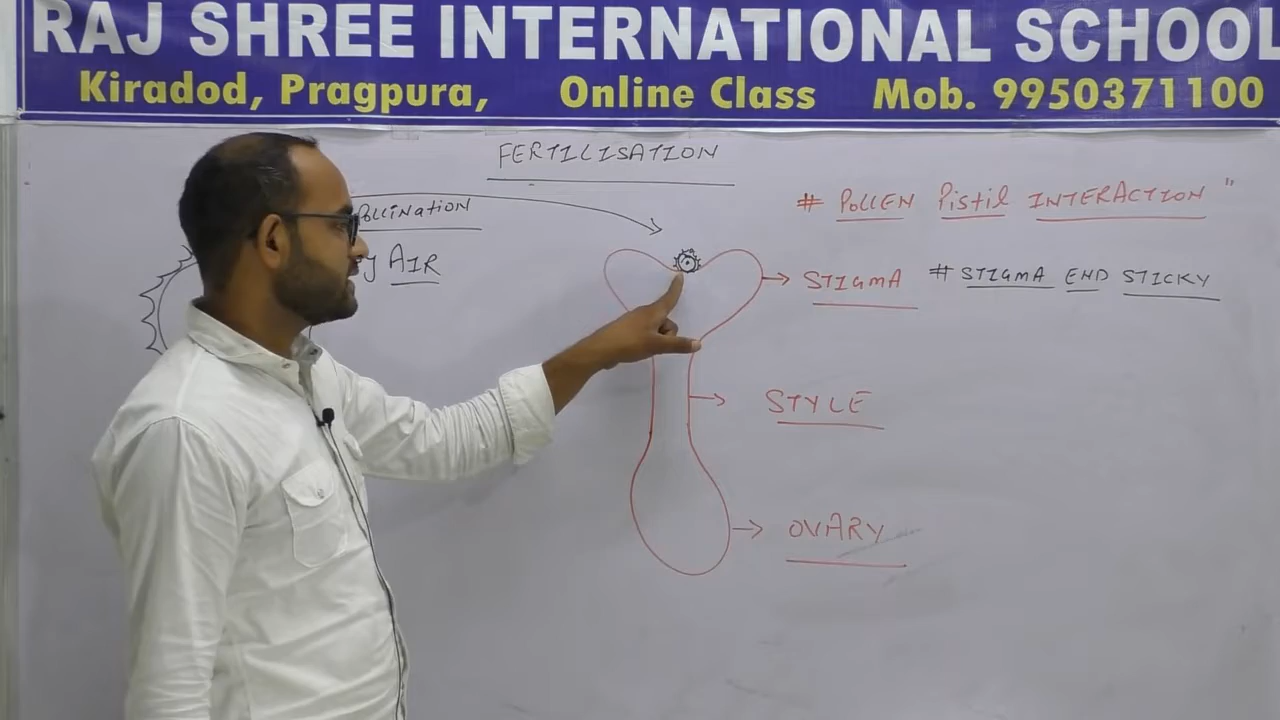 RAJ SHREE INTERNATIONAL SCHOOL
Kiradod, Pragpura, Online Class Mob. 9950371100
FERTILISATION
# POLLEN Pistil INTERACTION "
AIR
STIGMA # STIGMA END STICKY
STYLE
OVARY